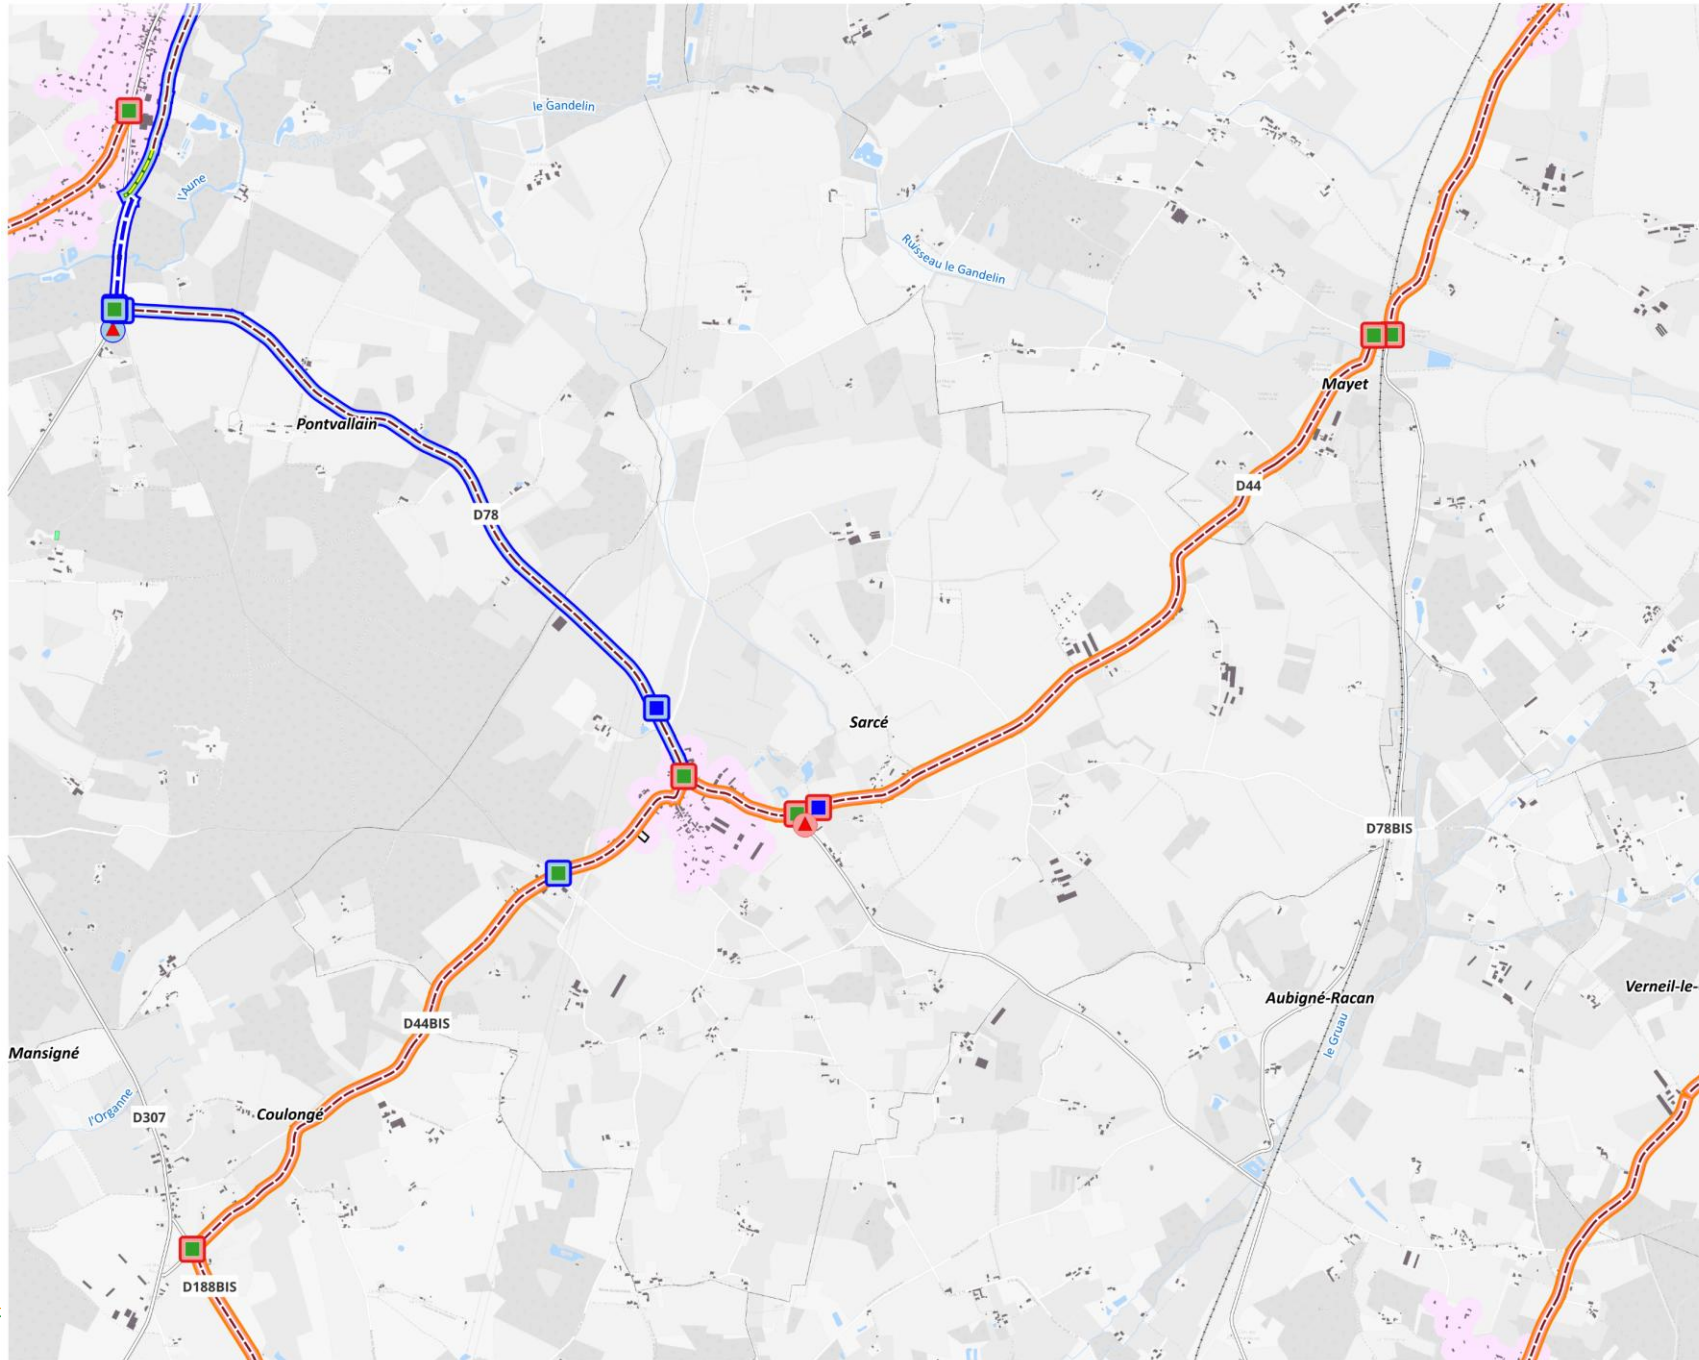 le Gandelin
l'Aune
Ruisseau le Gandelin
Mayet
Pontvallain
D44
D78
Sarcé
D78BIS
Aubigné-Racan
Verneil-le-
le Gruau
D44BIS
Mansigné
l'Organne
D307
Coulongé
D188BIS